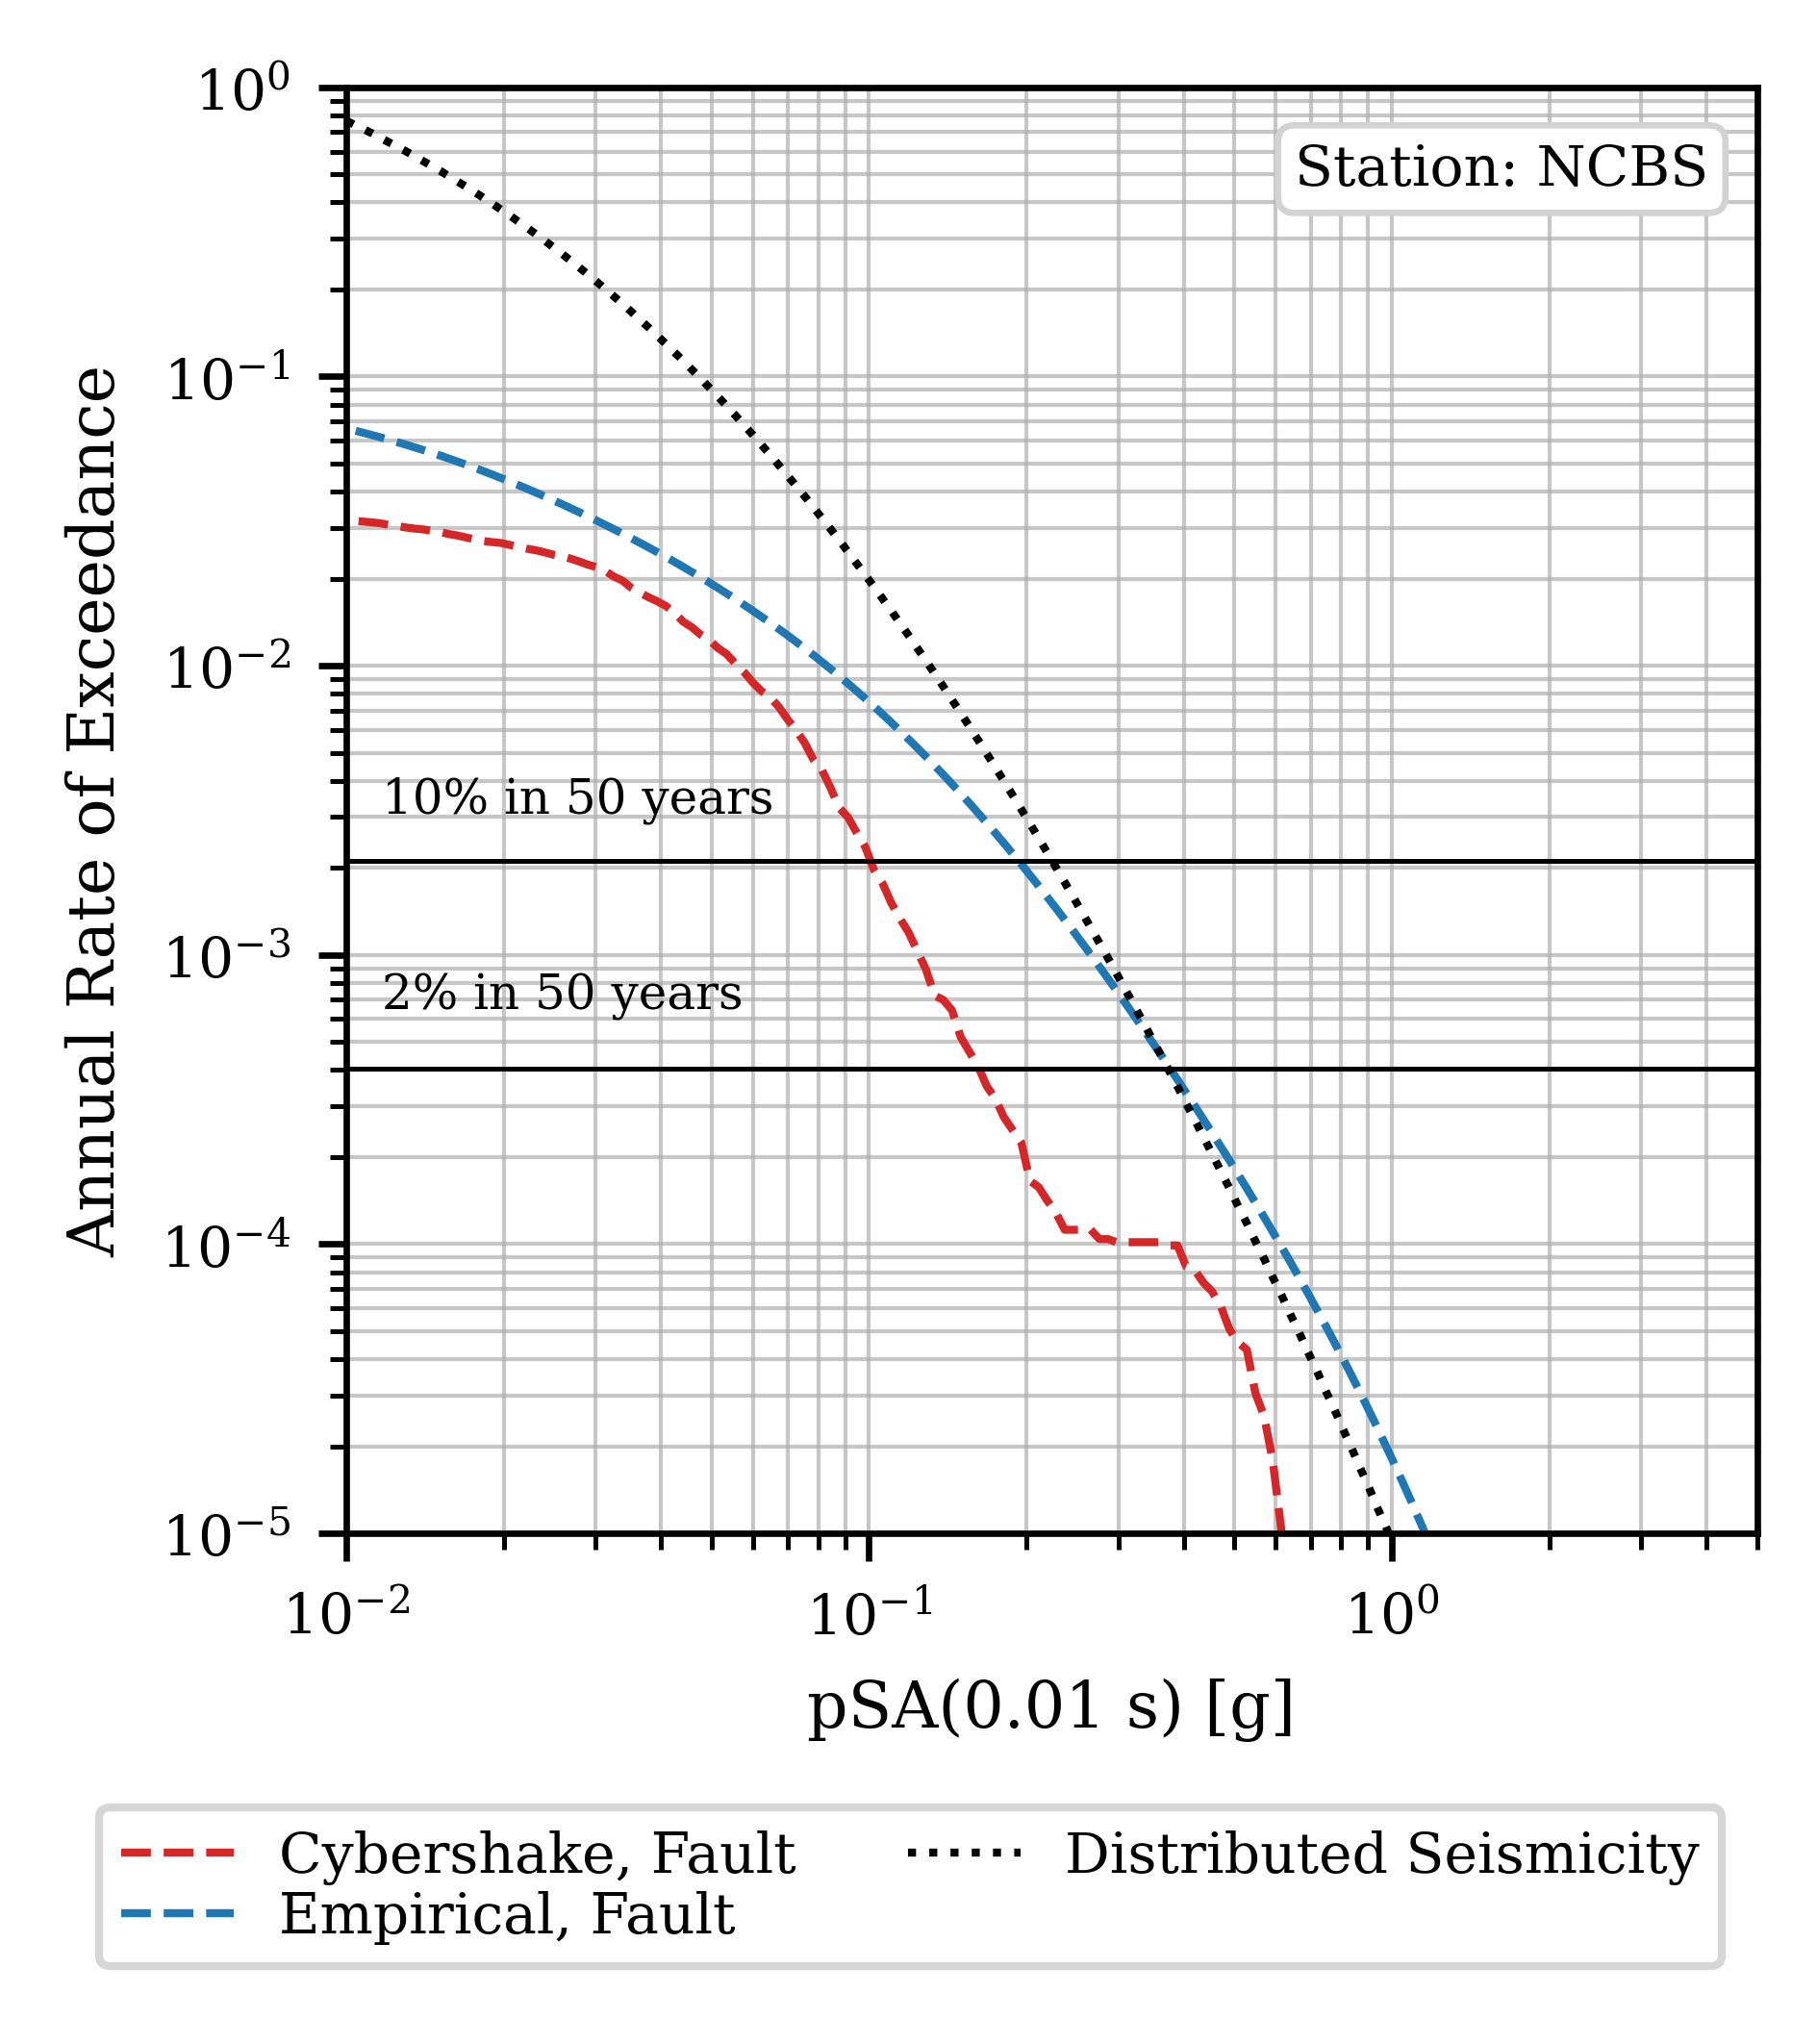 10⁰
Station: NCBS
10⁻¹
10⁻²
10% in 50 years
10⁻³
2% in 50 years
10⁻⁴
10⁻⁵
Annual Rate of Exceedance
10⁻² 10⁻¹ 10⁰
pSA(0.01 s) [g]
Cybershake, Fault
Empirical, Fault
Distributed Seismicity